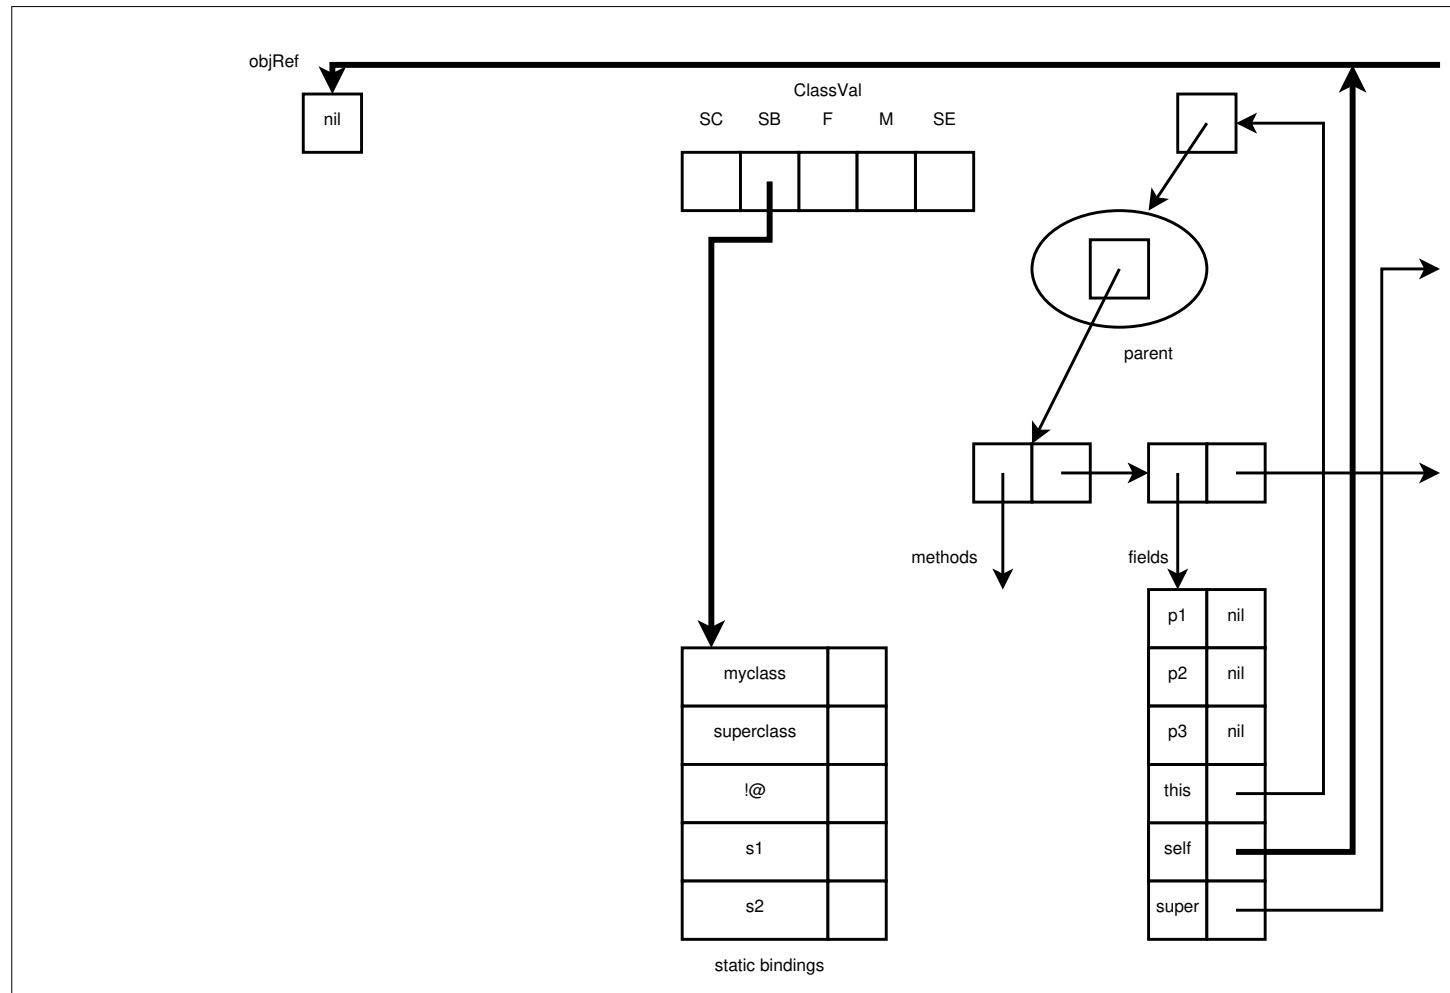 objRef
nil
ClassVal
SC SB F M SE
parent
methods
fields
p1 nil
p2 nil
p3 nil
this
self
super
myclass
superclass
!@
s1
s2
static bindings